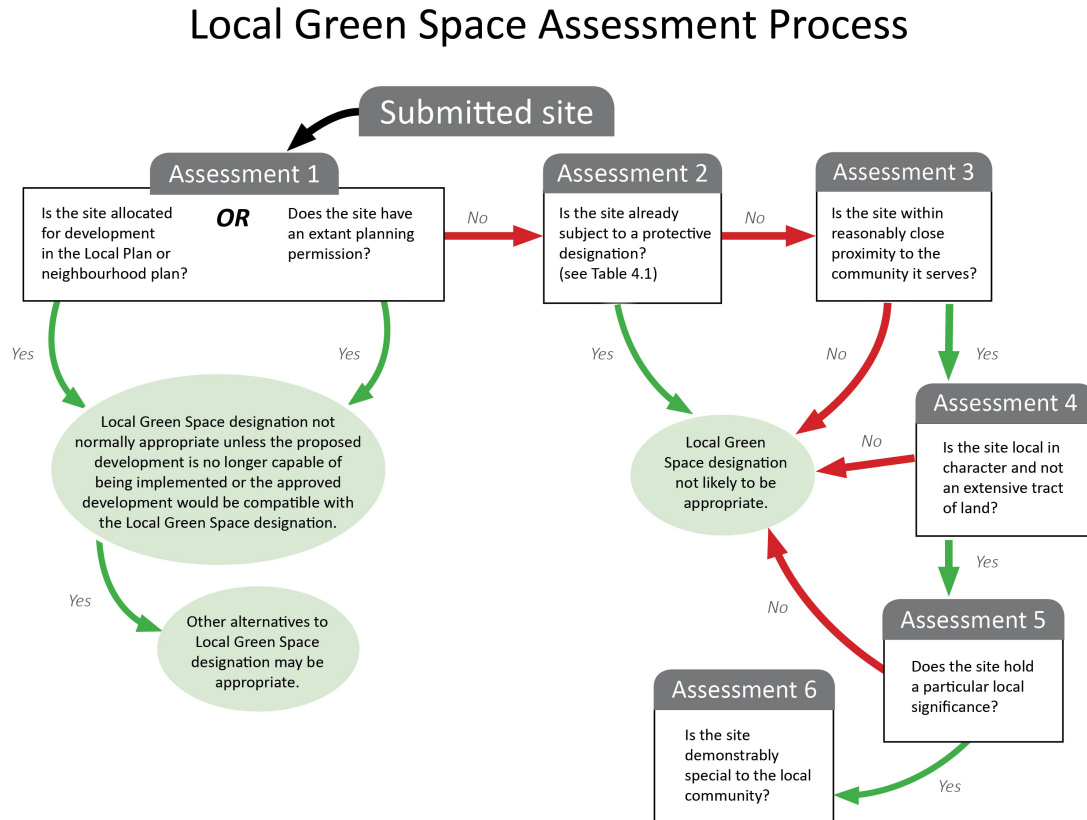 Local Green Space Assessment Process
Submitted site
Assessment 1
Is the site allocated
for development
in the Local Plan or
neighbourhood plan?
OR
Does the site have
an extant planning
permission?
No
Assessment 2
Is the site already
subject to a protective
designation?
(see Table 4.1)
No
Assessment 3
Is the site within
reasonably close
proximity to the
community it serves?
Yes
Yes
Yes
No
Yes
Local Green Space designation not
normally appropriate unless the proposed
development is no longer capable of
being implemented or the approved
development would be compatible with
the Local Green Space designation.
Yes
Other alternatives to
Local Green Space
designation may be
appropriate.
Local Green
Space designation
not likely to be
appropriate.
Assessment 4
Is the site local in
character and not
an extensive tract
of land?
No
Yes
Assessment 5
Does the site hold
a particular local
significance?
No
Yes
Assessment 6
Is the site
demonstrably
special to the local
community?